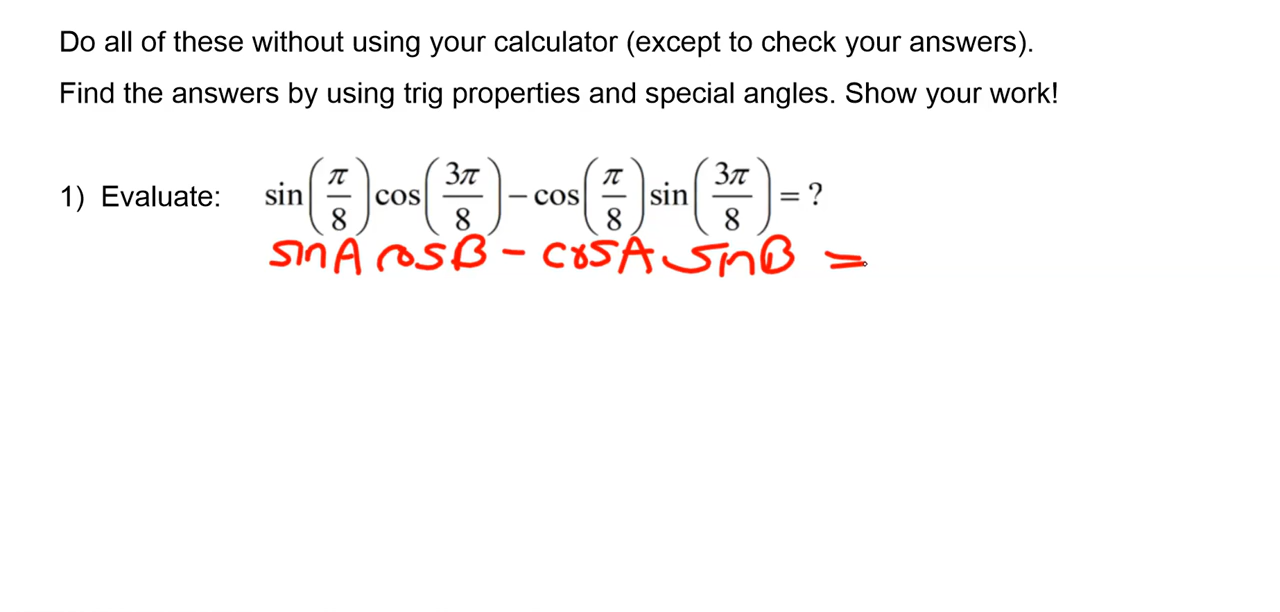 Do all of these without using your calculator (except to check your answers).
Find the answers by using trig properties and special angles. Show your work!
1) Evaluate: sin(π/8)cos(3π/8)−cos(π/8)sin(3π/8)=?
sinA cosB − cosA sinB =